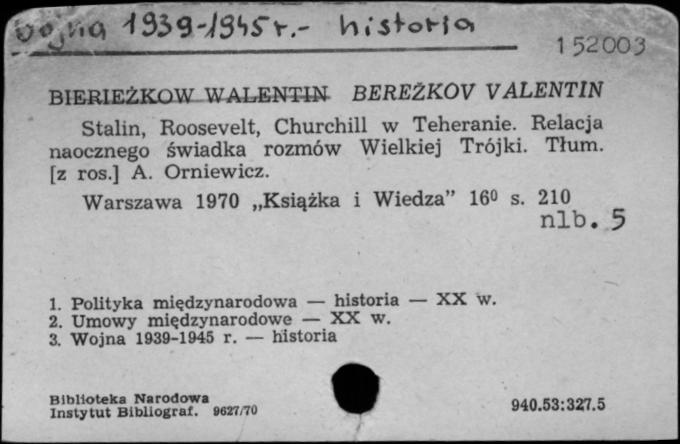 wojna 1939-1945 r. - historia
152003
BIERIEŻKOW WALENTIN BEREŽKOV VALENTIN
Stalin, Roosevelt, Churchill w Teheranie. Relacja
naocznego świadka rozmów Wielkiej Trójki. Tłum.
[z ros.] A. Orniewicz.
Warszawa 1970 „Książka i Wiedza” 16⁰ s. 210
nlb. 5
1. Polityka międzynarodowa — historia — XX w.
2. Umowy międzynarodowe — XX w.
3. Wojna 1939-1945 r. — historia
Biblioteka Narodowa
Instytut Bibliograf. 9627/70
940.53:327.5